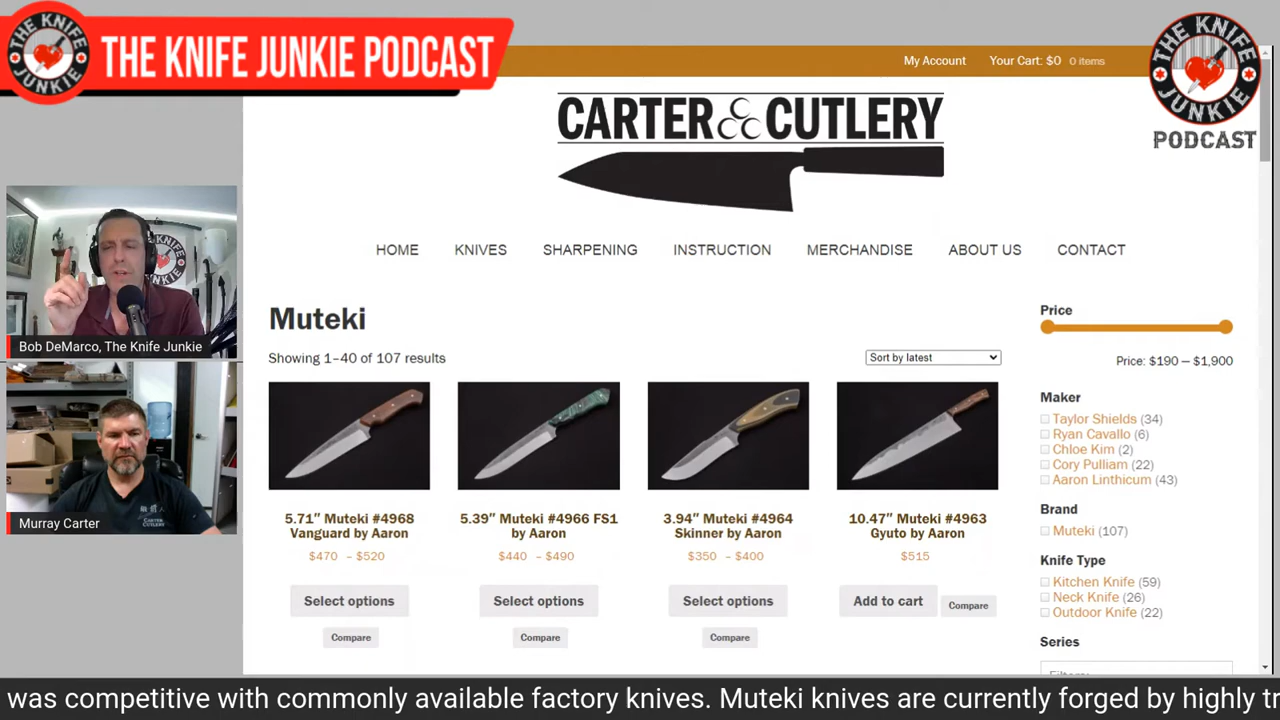 THE KNIFE JUNKIE
THE KNIFE JUNKIE PODCAST
THE KNIFE JUNKIE
PODCAST
My Account
Your Cart: $0 0 items
CARTER CCC CUTLERY
HOME KNIVES SHARPENING INSTRUCTION MERCHANDISE ABOUT US CONTACT
Muteki
Showing 1–40 of 107 results
Sort by latest
5.71″ Muteki #4968
Vanguard by Aaron
$470 – $520
Select options
Compare
5.39″ Muteki #4966 FS1
by Aaron
$440 – $490
Select options
Compare
3.94″ Muteki #4964
Skinner by Aaron
$350 – $400
Select options
Compare
10.47″ Muteki #4963
Gyuto by Aaron
$515
Add to cart
Compare
Price
Price: $190 — $1,900
Maker
Taylor Shields (34)
Ryan Cavallo (6)
Chloe Kim (2)
Cory Pulliam (22)
Aaron Linthicum (43)
Brand
Muteki (107)
Knife Type
Kitchen Knife (59)
Neck Knife (26)
Outdoor Knife (22)
Series
Bob DeMarco, The Knife Junkie
CARTER
CUTLERY
Murray Carter
was competitive with commonly available factory knives. Muteki knives are currently forged by highly tr